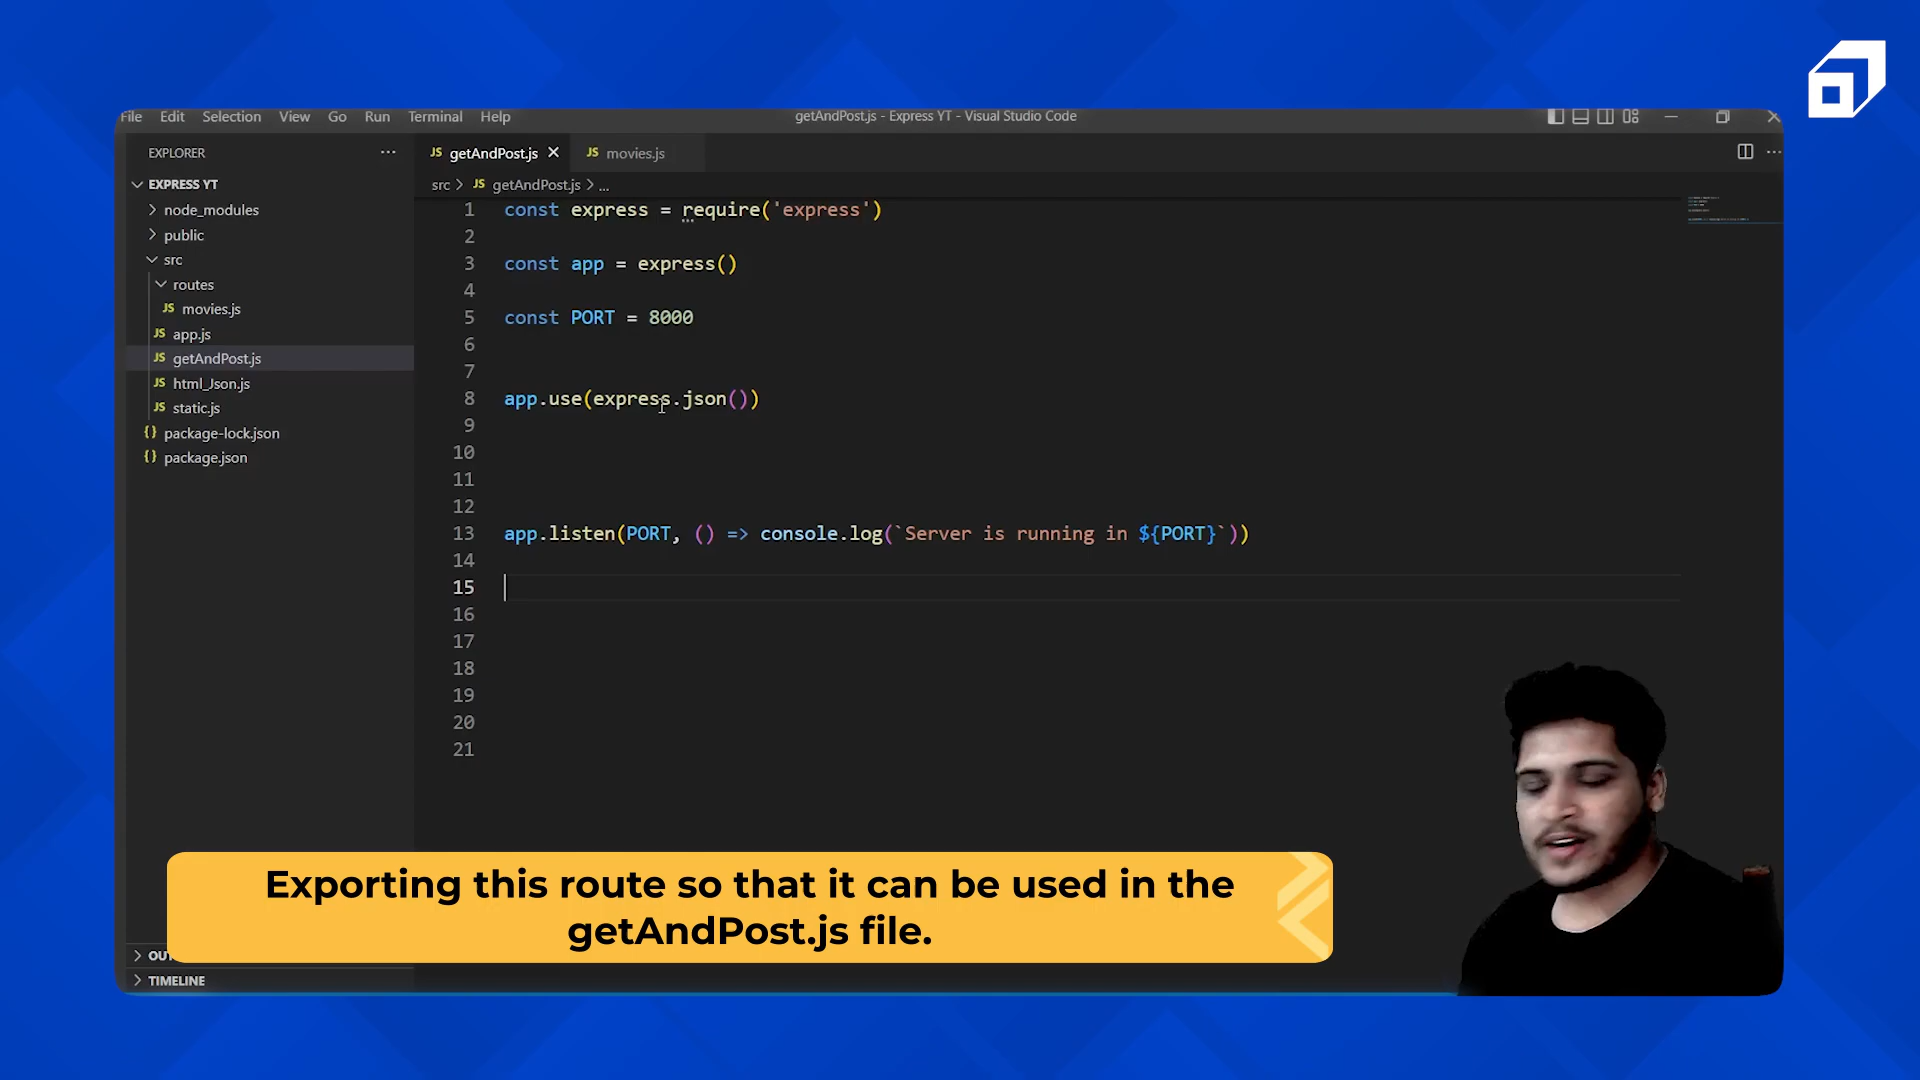 File Edit Selection View Go Run Terminal Help
getAndPost.js - Express YT - Visual Studio Code
EXPLORER
EXPRESS YT
node_modules
public
src
routes
JS movies.js
JS app.js
JS getAndPost.js
JS html_Json.js
JS static.js
{} package-lock.json
{} package.json
OU
TIMELINE
JS getAndPost.js JS movies.js
src > JS getAndPost.js > ...
1 const express = require('express')
2
3 const app = express()
4
5 const PORT = 8000
6
7
8 app.use(express.json())
9
10
11
12
13 app.listen(PORT, () => console.log(`Server is running in ${PORT}`))
14
15
16
17
18
19
20
21
Exporting this route so that it can be used in the
getAndPost.js file.